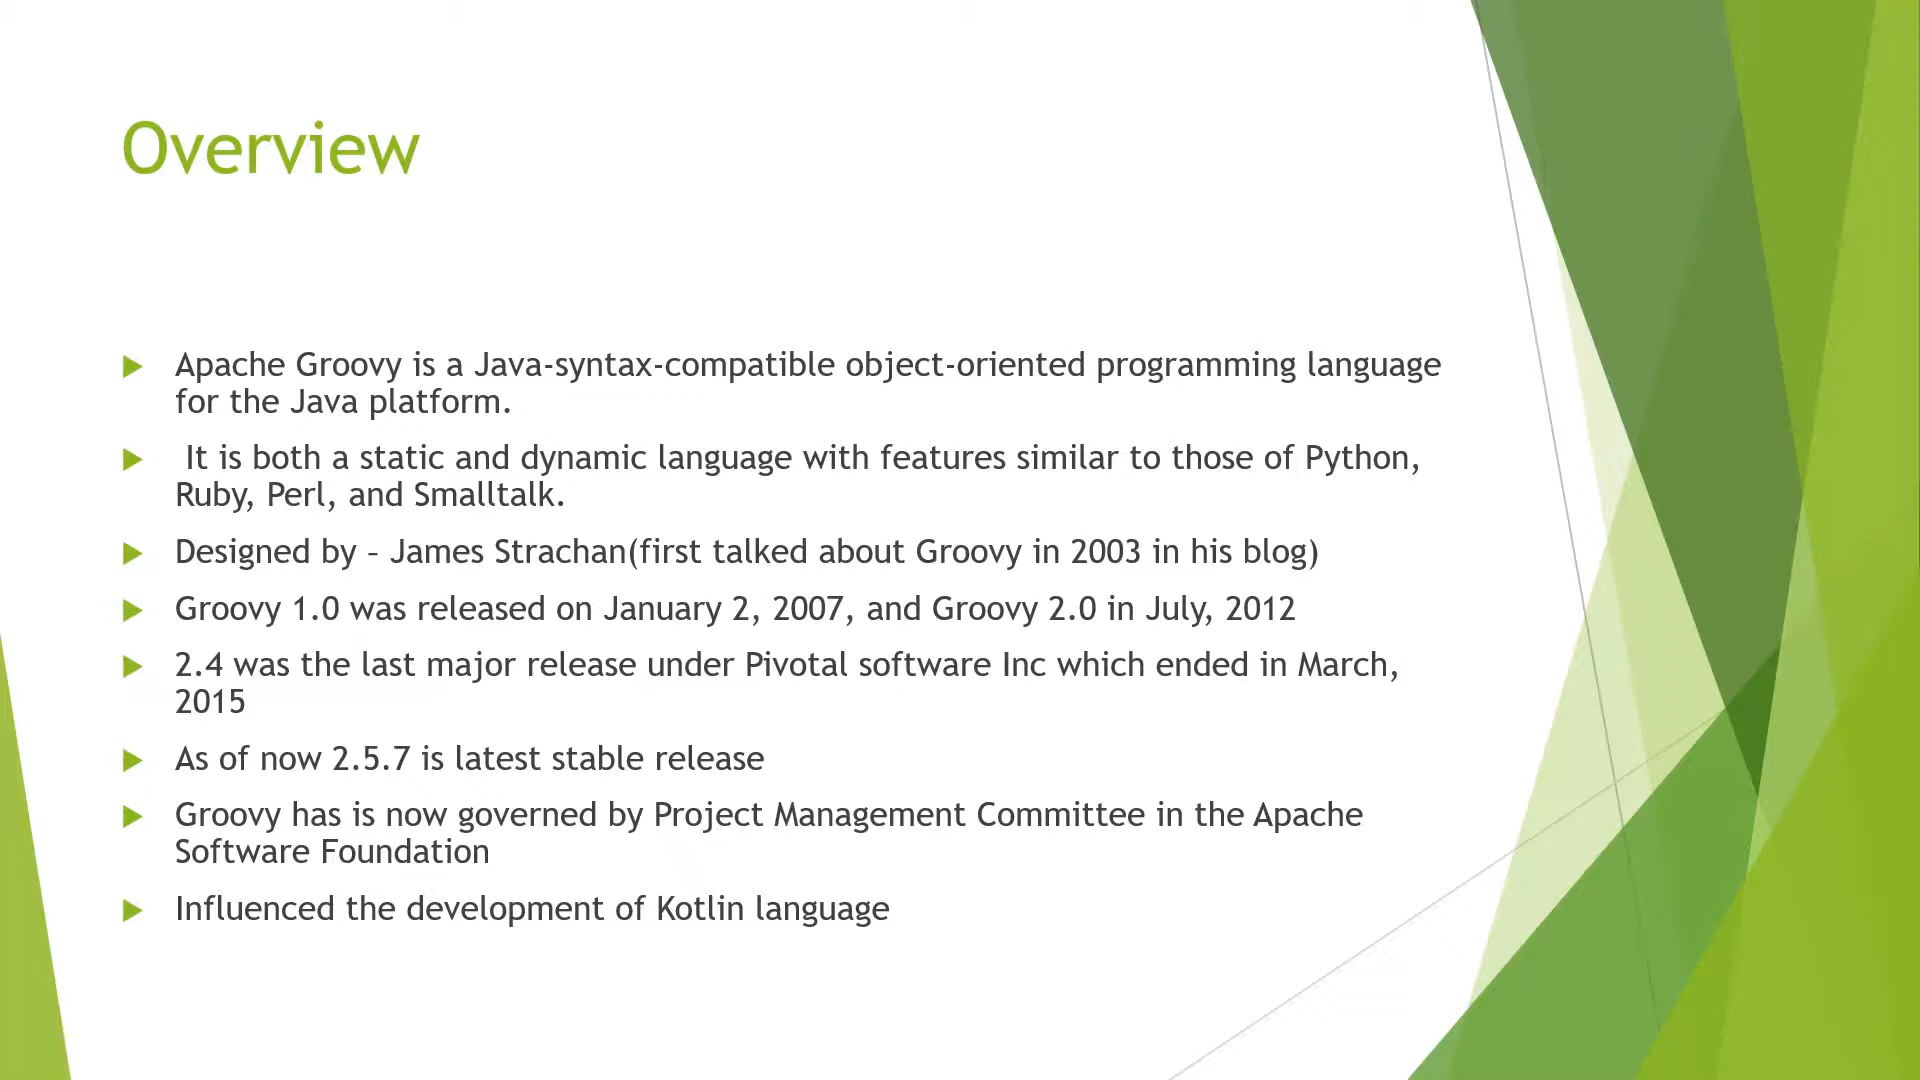 Overview
Apache Groovy is a Java-syntax-compatible object-oriented programming language
for the Java platform.
It is both a static and dynamic language with features similar to those of Python,
Ruby, Perl, and Smalltalk.
Designed by – James Strachan(first talked about Groovy in 2003 in his blog)
Groovy 1.0 was released on January 2, 2007, and Groovy 2.0 in July, 2012
2.4 was the last major release under Pivotal software Inc which ended in March,
2015
As of now 2.5.7 is latest stable release
Groovy has is now governed by Project Management Committee in the Apache
Software Foundation
Influenced the development of Kotlin language